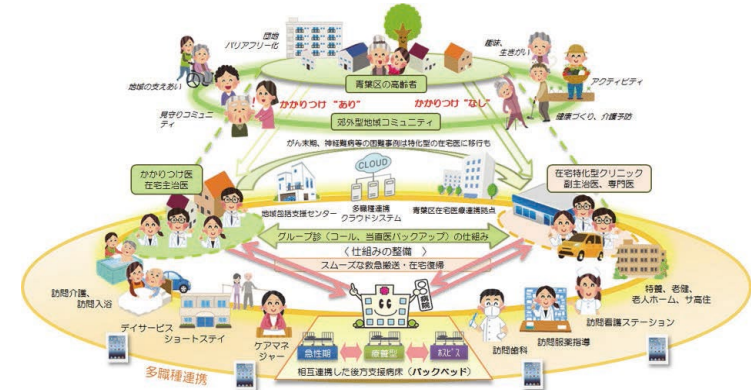 団地
バリアフリー化
趣味、
生きがい
地域の支えあい
青葉区の高齢者
アクティビティ
かかりつけ “あり”
かかりつけ “なし”
見守りコミュニ
ティ
郊外型地域コミュニティ
健康づくり、介護予防
がん末期、神経難病等の困難事例は特化型の在宅医に移行も
かかりつけ医
在宅主治医
CLOUD
在宅特化型クリニック
副主治医、専門医
地域包括支援センター
多職種連携
クラウドシステム
青葉区在宅医療連携拠点
グループ診（コール、当直医バックアップ）の仕組み
〈 仕組みの整備 〉
スムーズな救急搬送・在宅復帰
訪問介護、
訪問入浴
〇〇病院
特養、老健、
老人ホーム、サ高住
デイサービス
ショートステイ
ケアマネ
ジャー
訪問看護ステーション
訪問服薬指導
訪問歯科
急性期
療養型
ホスピス
相互連携した後方支援病床（バックベッド）
多職種連携